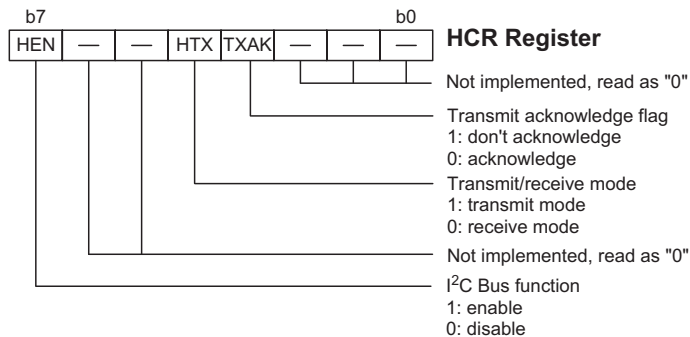 b7 b0
HEN — — HTX TXAK — — —
HCR Register
Not implemented, read as "0"
Transmit acknowledge flag
1: don't acknowledge
0: acknowledge
Transmit/receive mode
1: transmit mode
0: receive mode
Not implemented, read as "0"
I²C Bus function
1: enable
0: disable